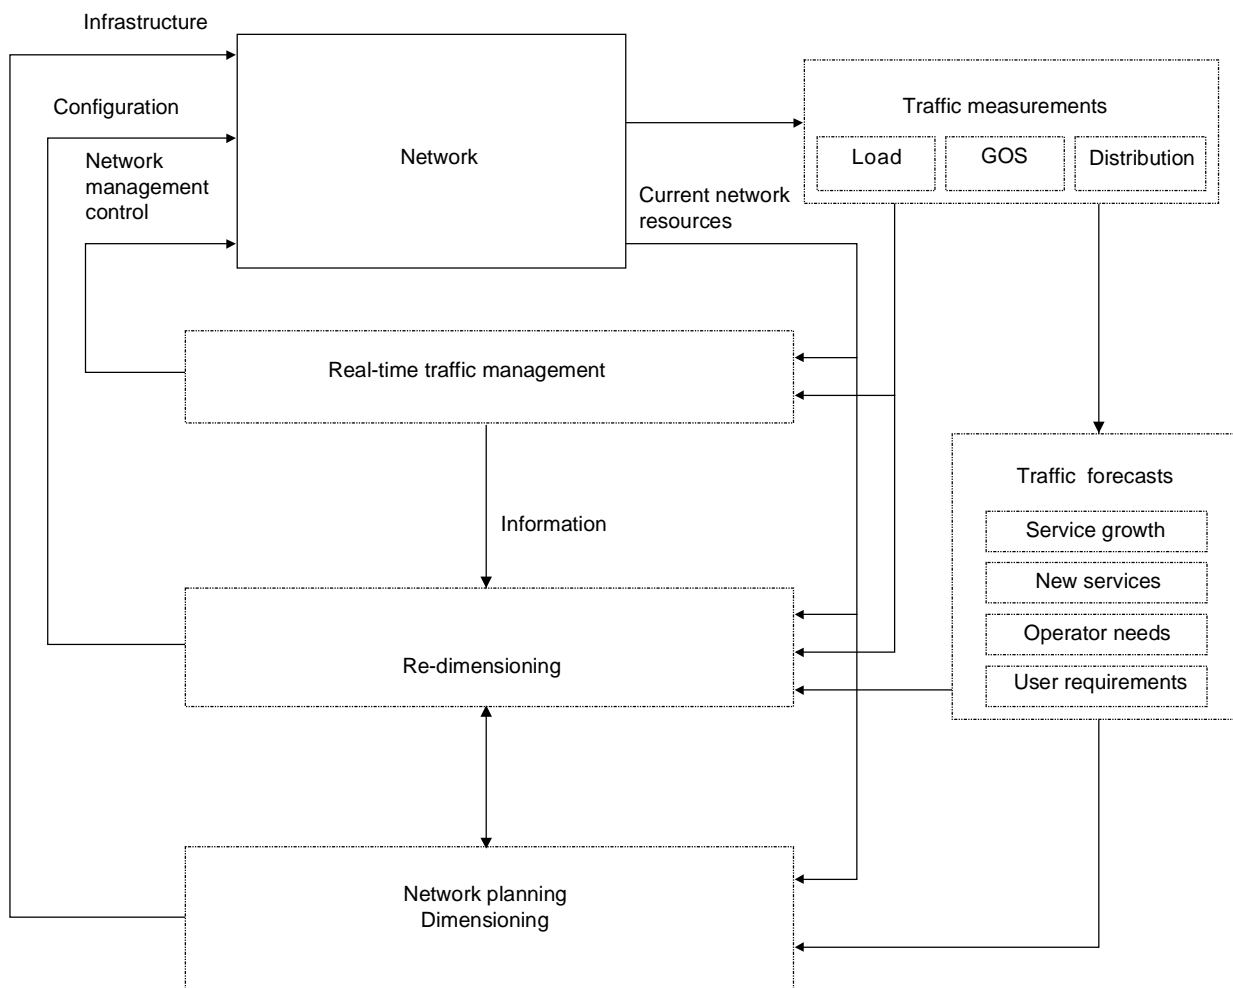 Infrastructure
Configuration
Network
management
control
Network
Traffic measurements
Load
GOS
Distribution
Current network
resources
Real-time traffic management
Information
Traffic forecasts
Service growth
New services
Operator needs
User requirements
Re-dimensioning
Network planning
Dimensioning